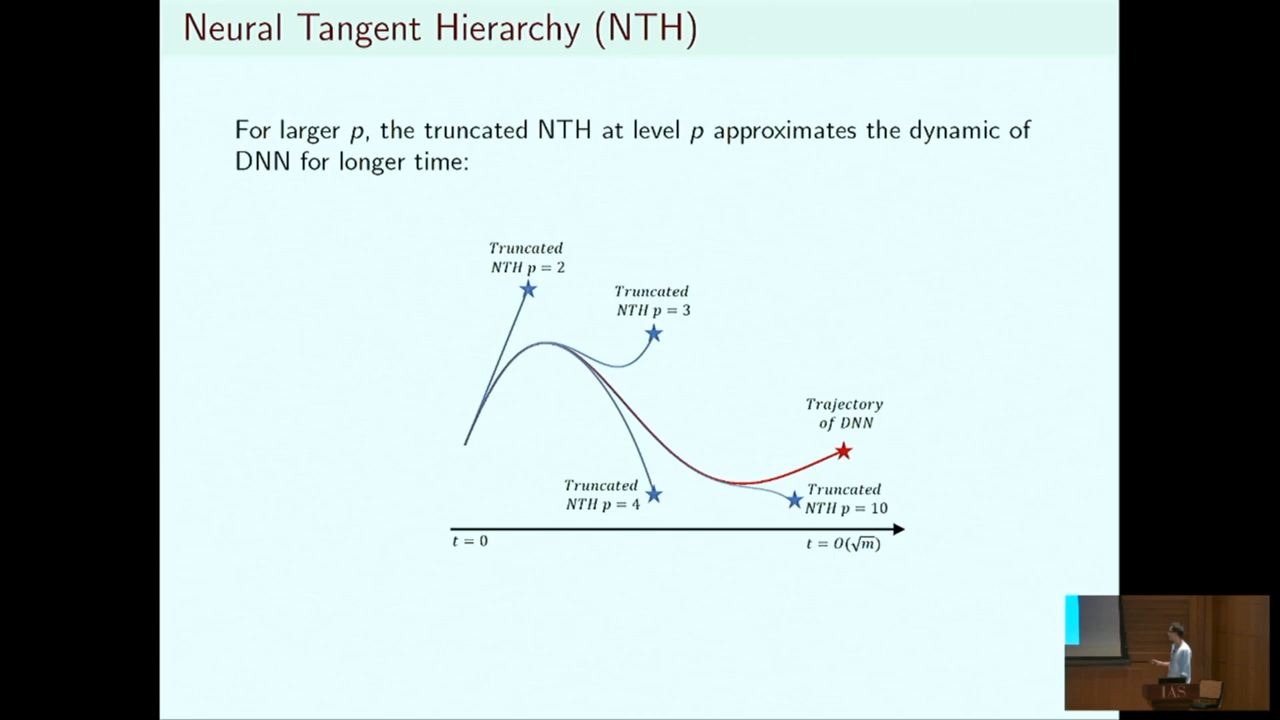 Neural Tangent Hierarchy (NTH)
For larger p, the truncated NTH at level p approximates the dynamic of
DNN for longer time:
Truncated
NTH p = 2
Truncated
NTH p = 3
Trajectory
of DNN
Truncated
NTH p = 4
Truncated
NTH p = 10
t = 0
t = O(√m)
IAS